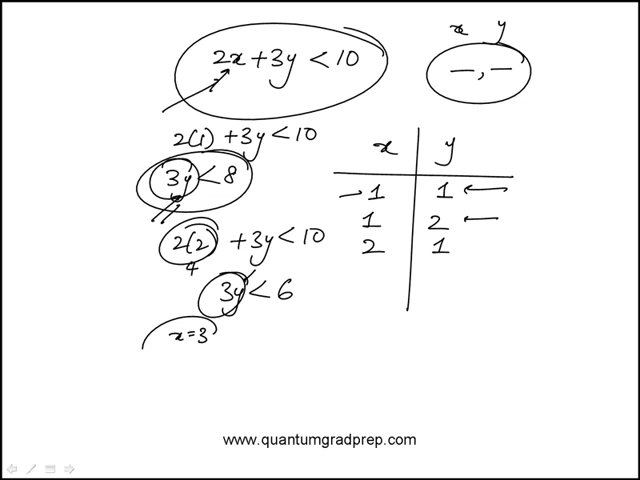 x y
2x+3y<10
—,—
2(1)+3y<10
x y
3y<8
1 1
1 2
2(2 +3y<10
2 1
4
3y<6
x=3
www.quantumgradprep.com